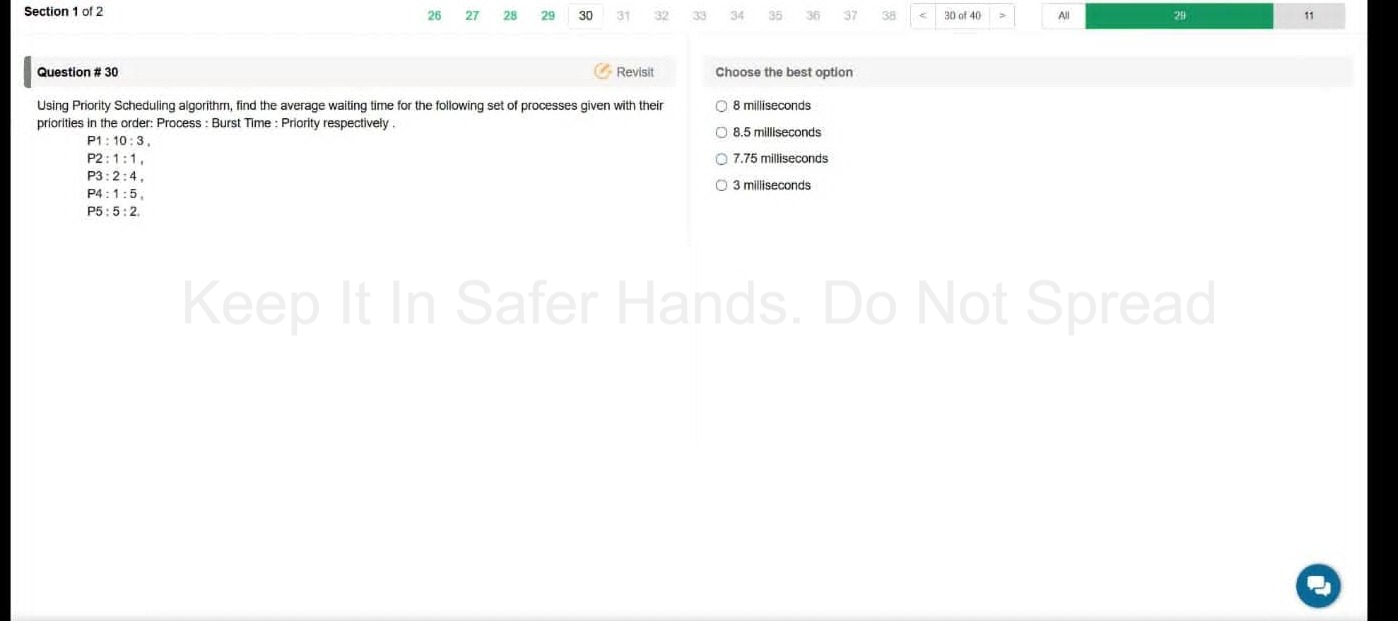 Section 1 of 2
26 27 28 29 30 31 32 33 34 35 36 37 38 < 30 of 40 > All 29 11
Question # 30
Revisit
Using Priority Scheduling algorithm, find the average waiting time for the following set of processes given with their
priorities in the order: Process : Burst Time : Priority respectively .
P1 : 10 : 3 ,
P2 : 1 : 1 ,
P3 : 2 : 4 ,
P4 : 1 : 5 ,
P5 : 5 : 2.
Choose the best option
8 milliseconds
8.5 milliseconds
7.75 milliseconds
3 milliseconds
Keep It In Safer Hands. Do Not Spread